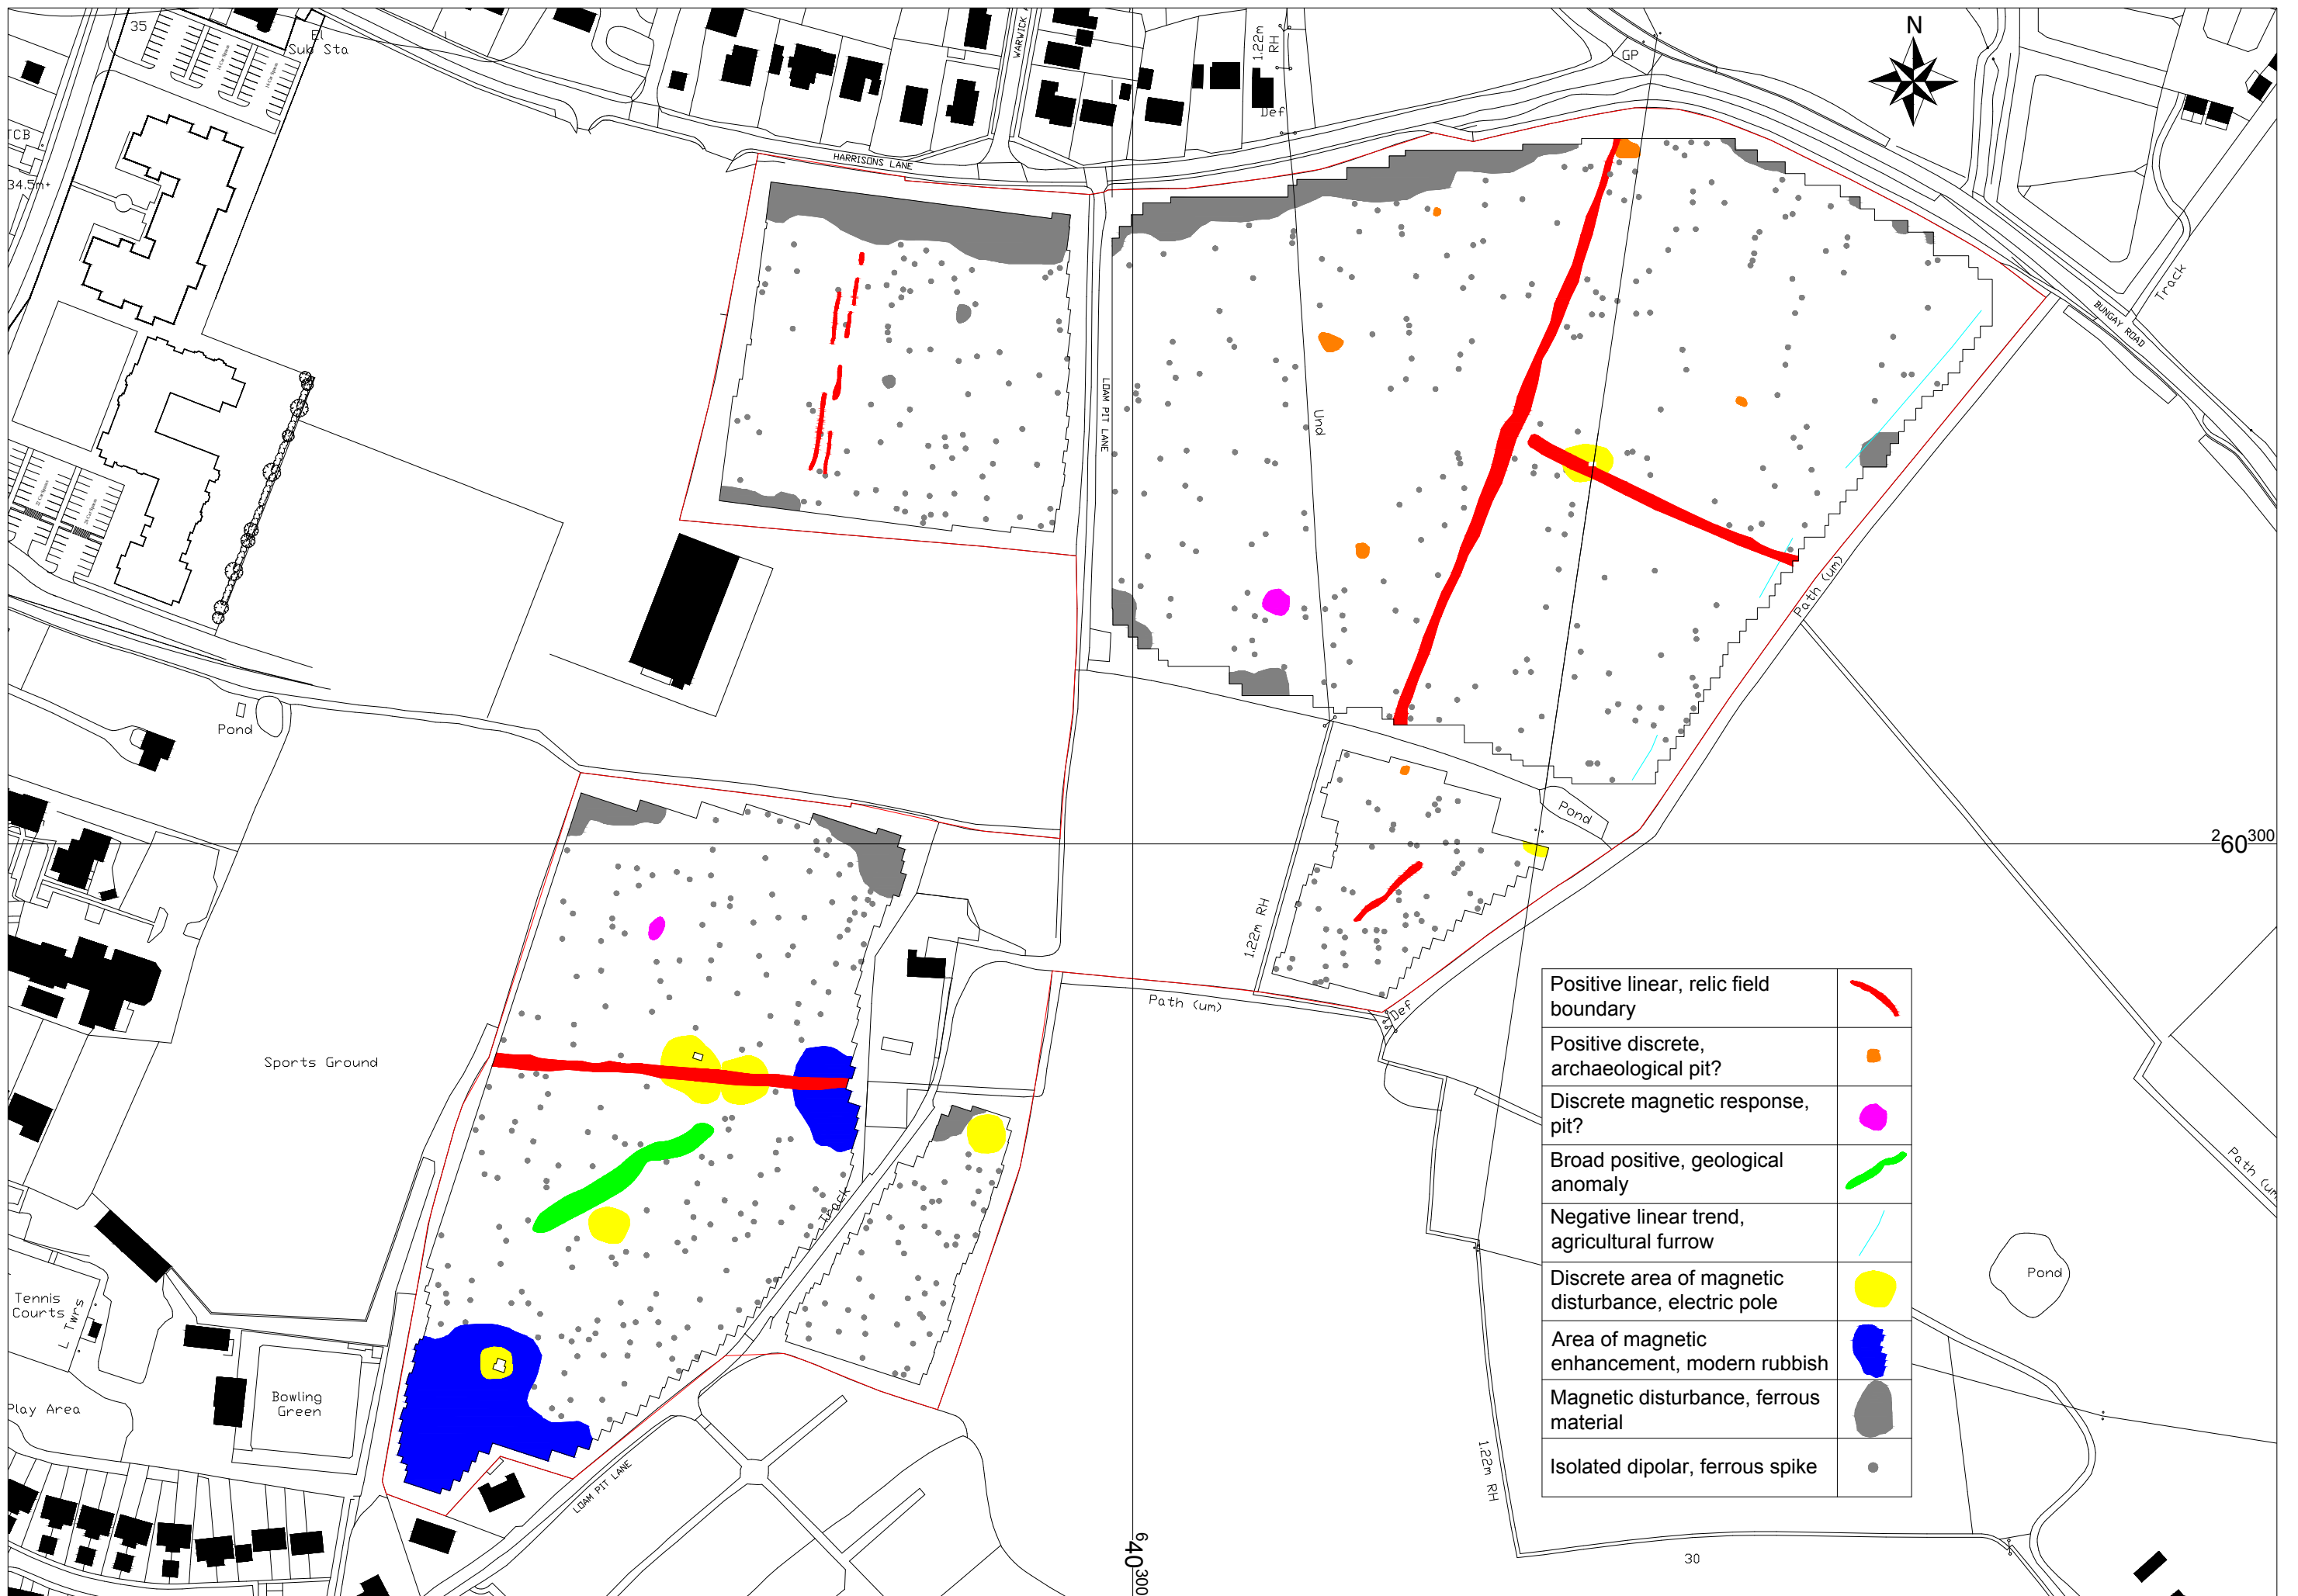 35
El
Sub Sta
WARWICK
1.22m
RH
Def
GP
N
TCB
34.5m+
HARRISONS LANE
Track
BUNGAY ROAD
LOAM PIT LANE
Und
Path (um)
Pond
Pond
260300
1.22m RH
Path (um)
Def
Sports Ground
Track
Tennis
Courts
L Twrs
Play Area
Bowling
Green
LOAM PIT LANE
640300
1.22m RH
30
Pond
Path (um)
Positive linear, relic field
boundary
Positive discrete,
archaeological pit?
Discrete magnetic response,
pit?
Broad positive, geological
anomaly
Negative linear trend,
agricultural furrow
Discrete area of magnetic
disturbance, electric pole
Area of magnetic
enhancement, modern rubbish
Magnetic disturbance, ferrous
material
Isolated dipolar, ferrous spike